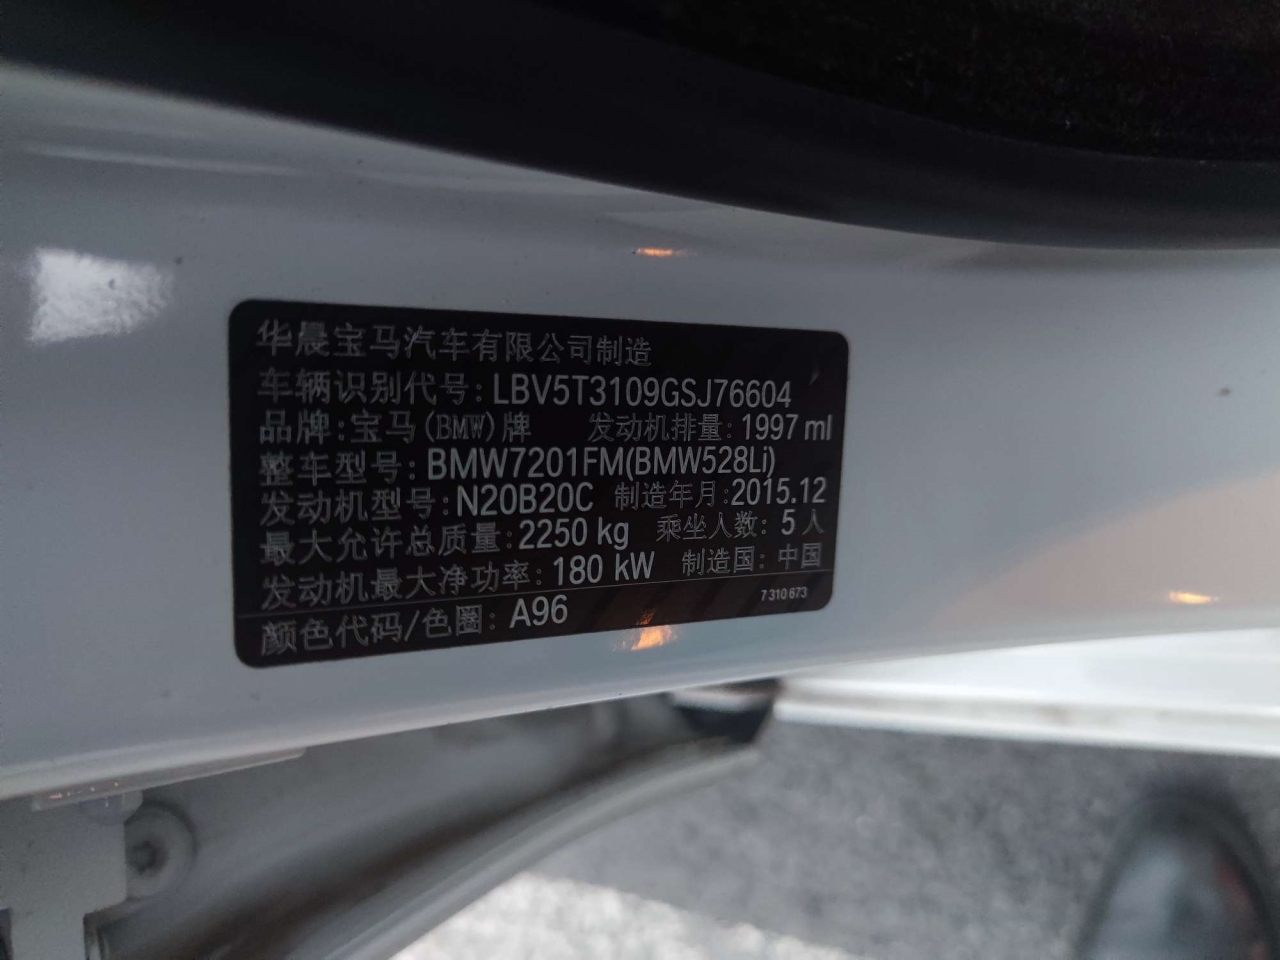 华晨宝马汽车有限公司制造
车辆识别代号: LBV5T3109GSJ76604
品牌: 宝马(BMW)牌 发动机排量: 1997 ml
整车型号: BMW7201FM(BMW528Li)
发动机型号: N20B20C 制造年月: 2015.12
最大允许总质量: 2250 kg 乘坐人数: 5 人
发动机最大净功率: 180 kW 制造国: 中国
颜色代码/色圈: A96 7 310 673